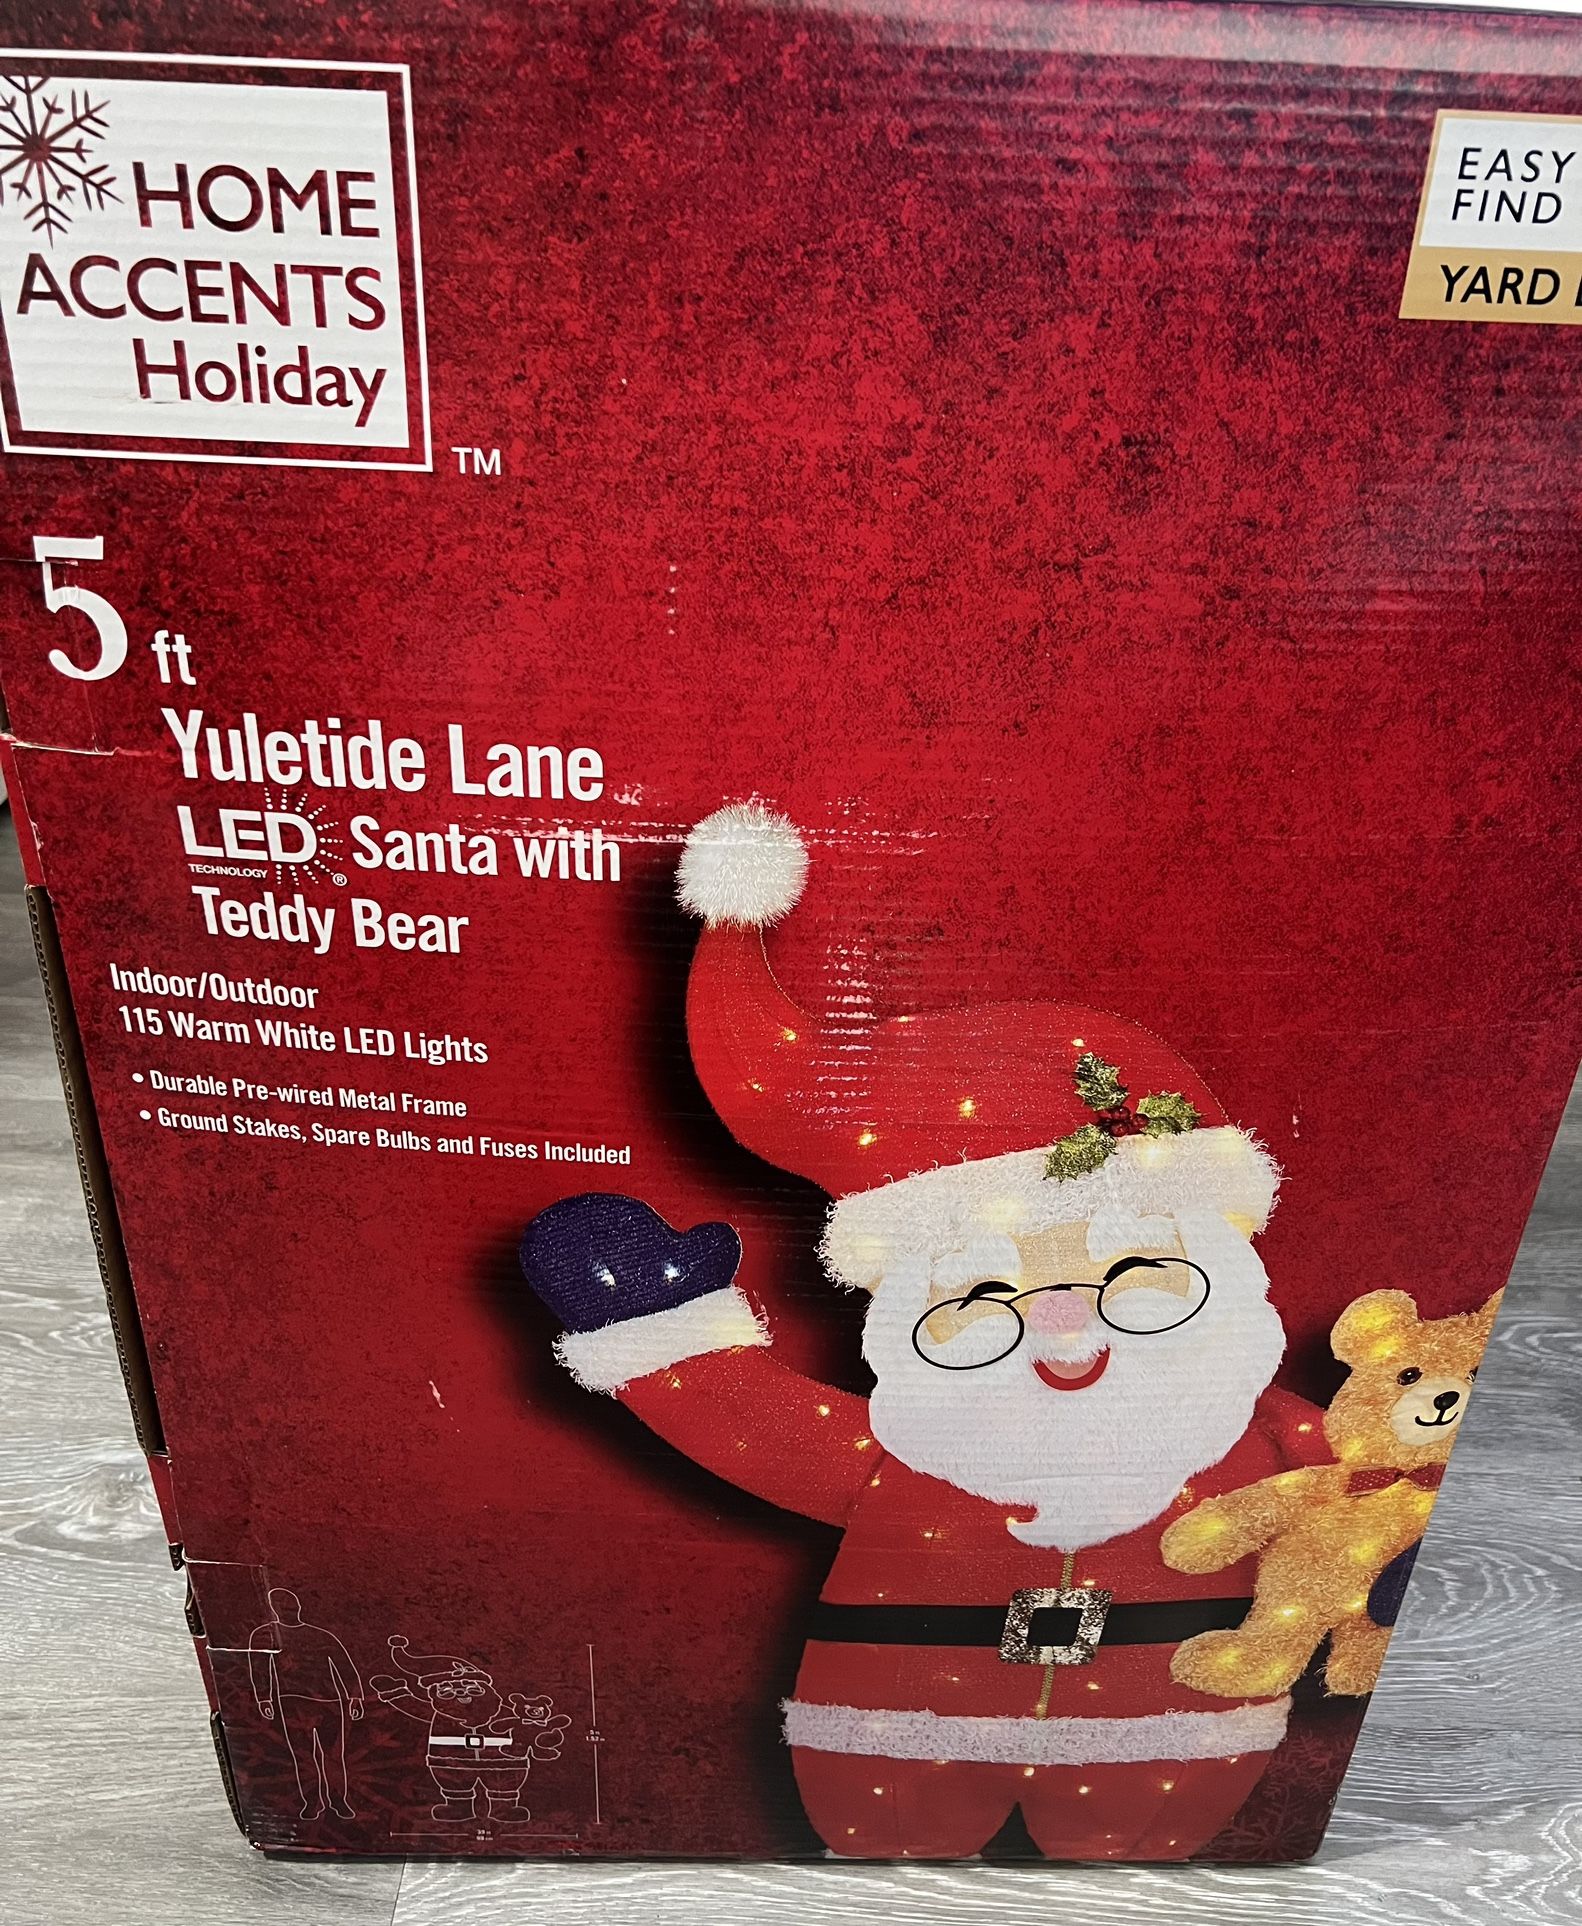 HOME
ACCENTS
Holiday
TM
EASY
FIND
YARD
5 ft
Yuletide Lane
LED Santa with
TECHNOLOGY ®
Teddy Bear
Indoor/Outdoor
115 Warm White LED Lights
• Durable Pre-wired Metal Frame
• Ground Stakes, Spare Bulbs and Fuses Included